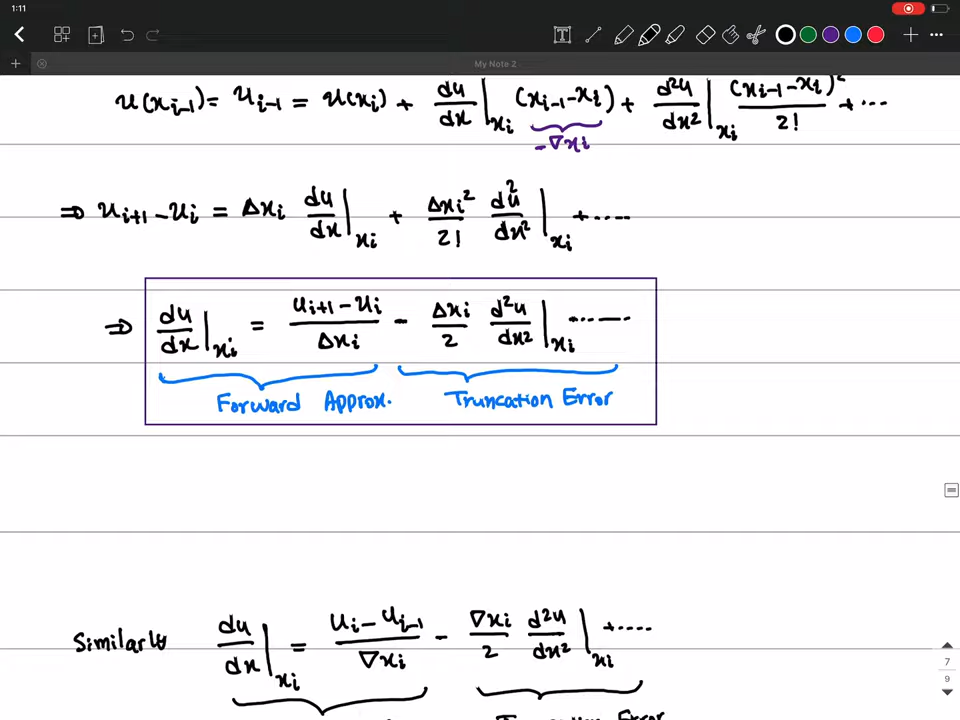 1:11
My Note 2
u(xi-1) = ui-1 = u(xi) + du/dx |xi (xi-1 - xi) + d²u/dx² |xi (xi-1 - xi)²/2! + ...
-∇xi
⇒ ui+1 - ui = Δxi du/dx |xi + Δxi²/2! d²u/dx² |xi + ....
⇒ du/dx |xi = (ui+1 - ui)/Δxi - Δxi/2 d²u/dx² |xi ......
Forward Approx. Truncation Error
Similarly du/dx |xi = (ui - ui-1)/∇xi - ∇xi/2 d²u/dx² |xi + ....
Truncation Error
7
9